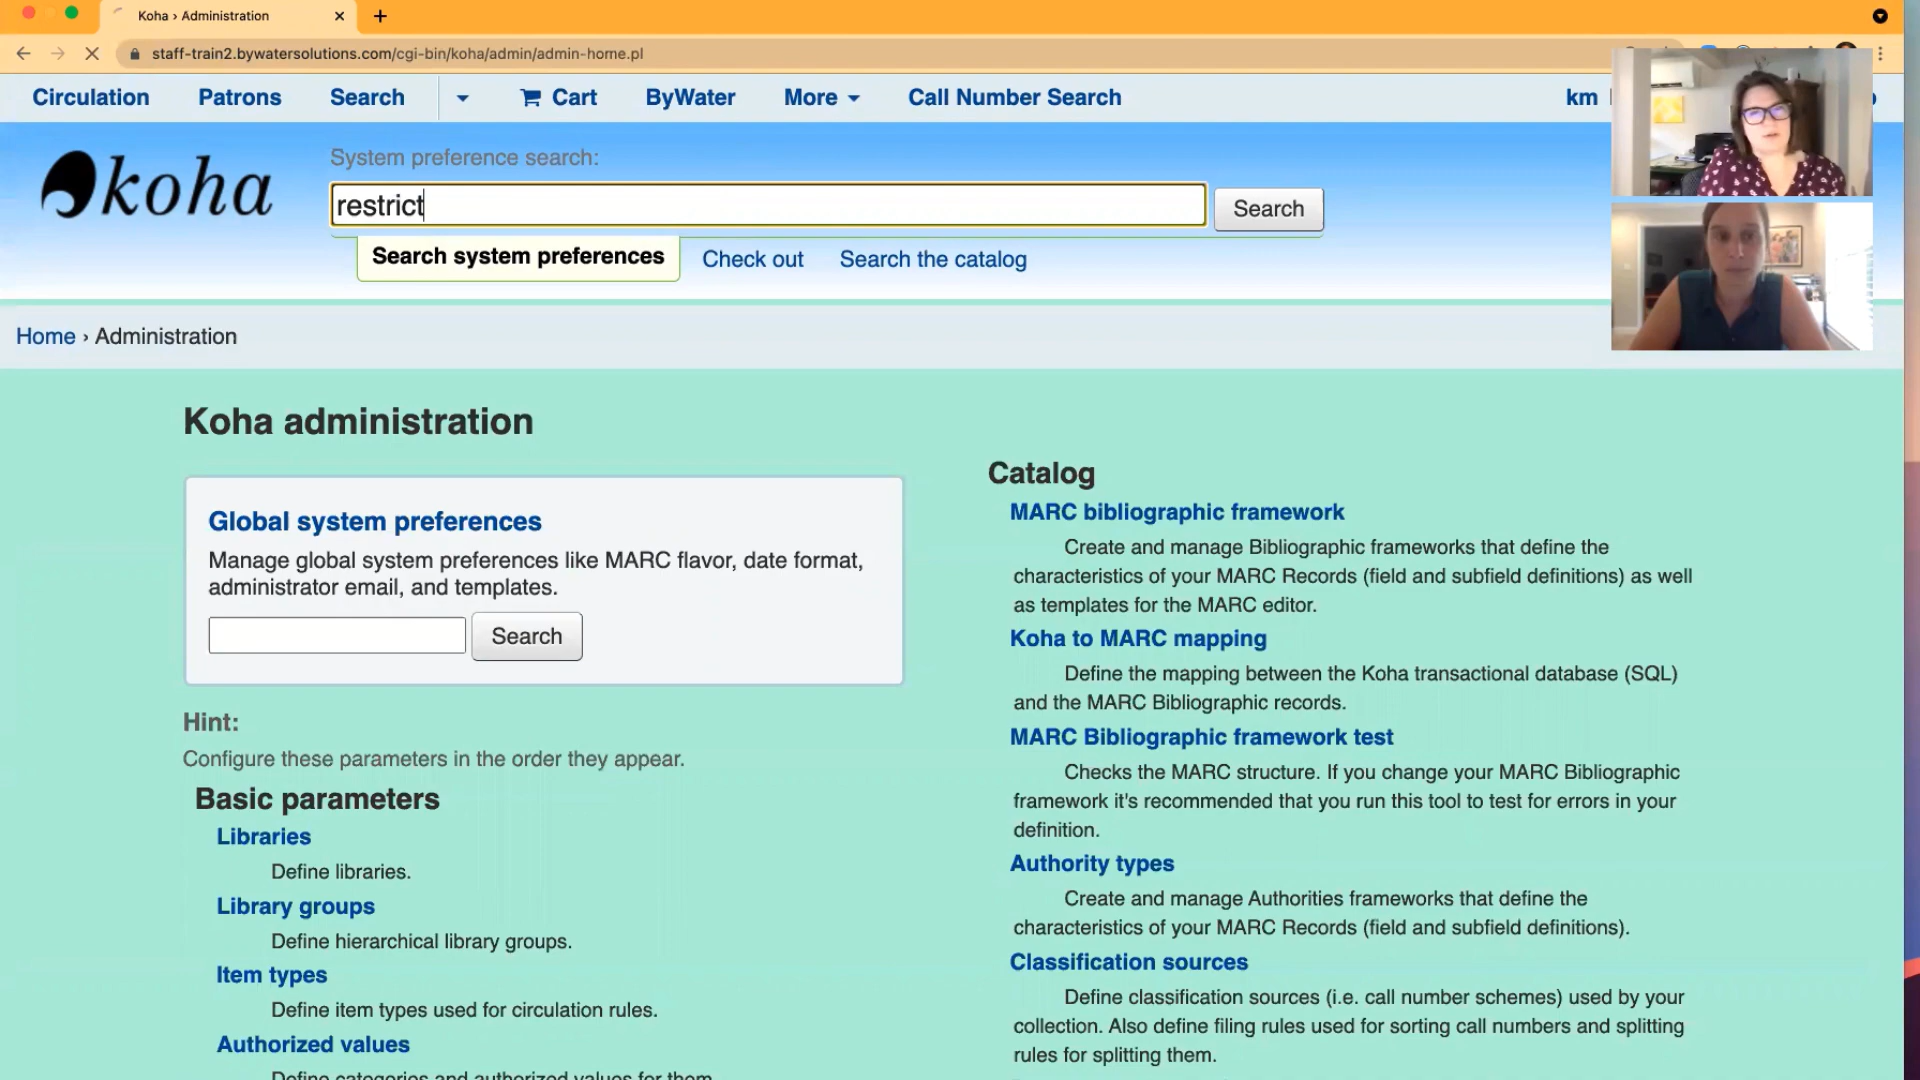 Koha › Administration
staff-train2.bywatersolutions.com/cgi-bin/koha/admin/admin-home.pl
Circulation Patrons Search Cart ByWater More Call Number Search km
koha
System preference search:
restrict
Search
Search system preferences Check out Search the catalog
Home › Administration
Koha administration
Global system preferences
Manage global system preferences like MARC flavor, date format,
administrator email, and templates.
Search
Hint:
Configure these parameters in the order they appear.
Basic parameters
Libraries
Define libraries.
Library groups
Define hierarchical library groups.
Item types
Define item types used for circulation rules.
Authorized values
Define categories and authorized values for them.
Catalog
MARC bibliographic framework
Create and manage Bibliographic frameworks that define the
characteristics of your MARC Records (field and subfield definitions) as well
as templates for the MARC editor.
Koha to MARC mapping
Define the mapping between the Koha transactional database (SQL)
and the MARC Bibliographic records.
MARC Bibliographic framework test
Checks the MARC structure. If you change your MARC Bibliographic
framework it's recommended that you run this tool to test for errors in your
definition.
Authority types
Create and manage Authorities frameworks that define the
characteristics of your MARC Records (field and subfield definitions).
Classification sources
Define classification sources (i.e. call number schemes) used by your
collection. Also define filing rules used for sorting call numbers and splitting
rules for splitting them.